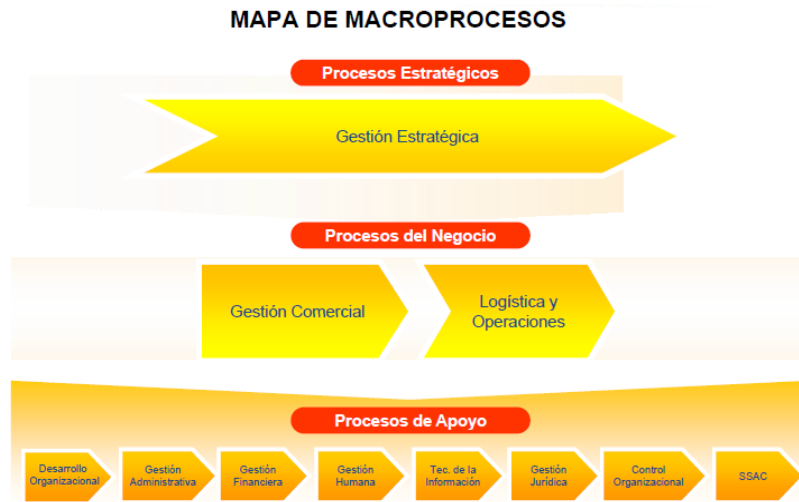 MAPA DE MACROPROCESOS
Procesos Estratégicos
Gestión Estratégica
Procesos del Negocio
Gestión Comercial
Logística y
Operaciones
Procesos de Apoyo
Desarrollo
Organizacional
Gestión
Administrativa
Gestión
Financiera
Gestión
Humana
Tec. de la
Información
Gestión
Jurídica
Control
Organizacional
SSAC